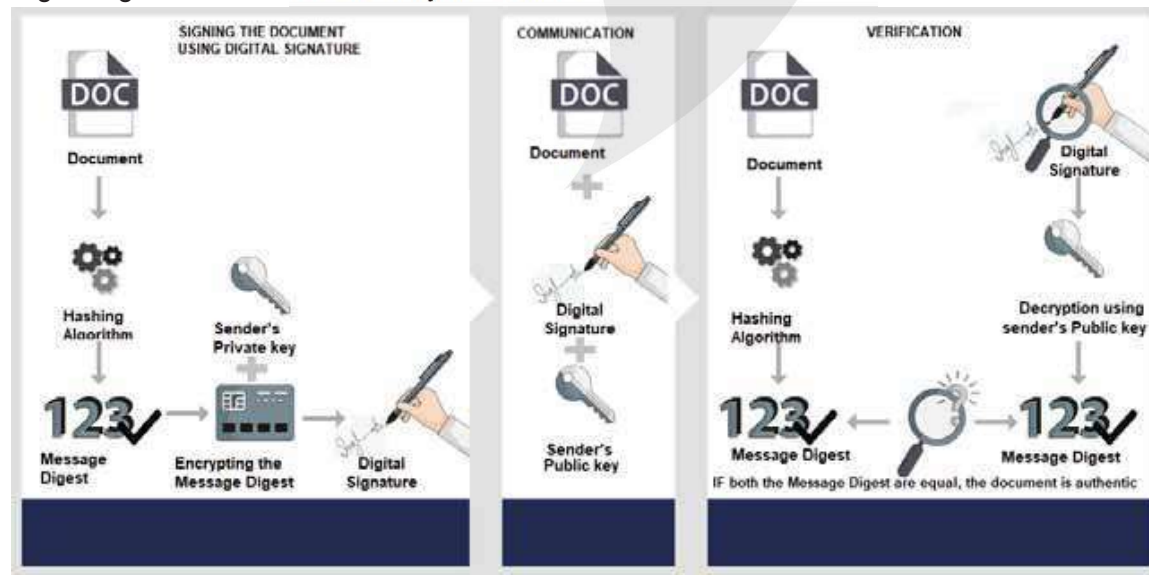 SIGNING THE DOCUMENT
USING DIGITAL SIGNATURE
DOC
Document
Hashing
Algorithm
123
Message
Digest
Sender's
Private key
Encrypting the
Message Digest
Digital
Signature
COMMUNICATION
DOC
Document
Digital
Signature
Sender's
Public key
VERIFICATION
DOC
Document
Hashing
Algorithm
123
Message Digest
Digital
Signature
Decryption using
sender's Public key
123
Message Digest
IF both the Message Digest are equal, the document is authentic